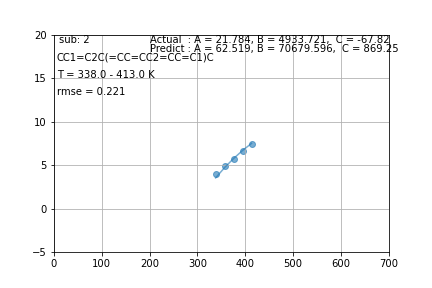 sub: 2
Actual : A = 21.784, B = 4933.721, C = -67.82
Predict : A = 62.519, B = 70679.596, C = 869.25
CC1=C2C(=CC=CC2=CC=C1)C
T = 338.0 - 413.0 K
rmse = 0.221
20
15
10
5
0
−5
0 100 200 300 400 500 600 700